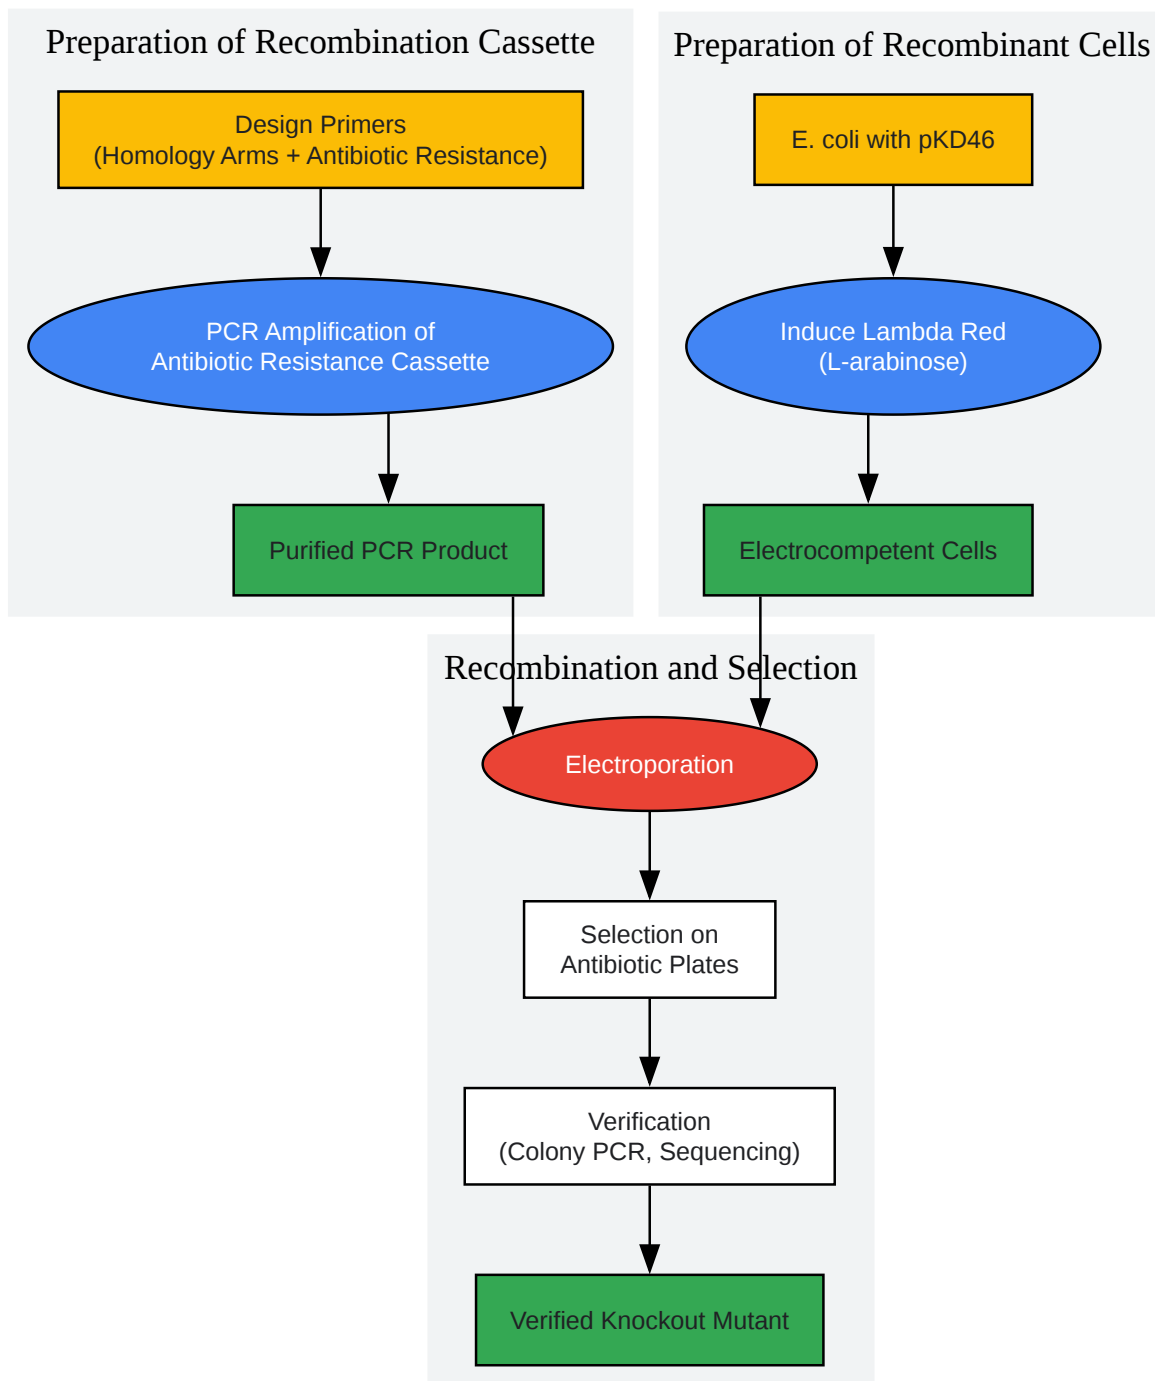 Preparation of Recombination Cassette
Design Primers
(Homology Arms + Antibiotic Resistance)
PCR Amplification of
Antibiotic Resistance Cassette
Purified PCR Product
Preparation of Recombinant Cells
E. coli with pKD46
Induce Lambda Red
(L-arabinose)
Electrocompetent Cells
Recombination and Selection
Electroporation
Selection on
Antibiotic Plates
Verification
(Colony PCR, Sequencing)
Verified Knockout Mutant